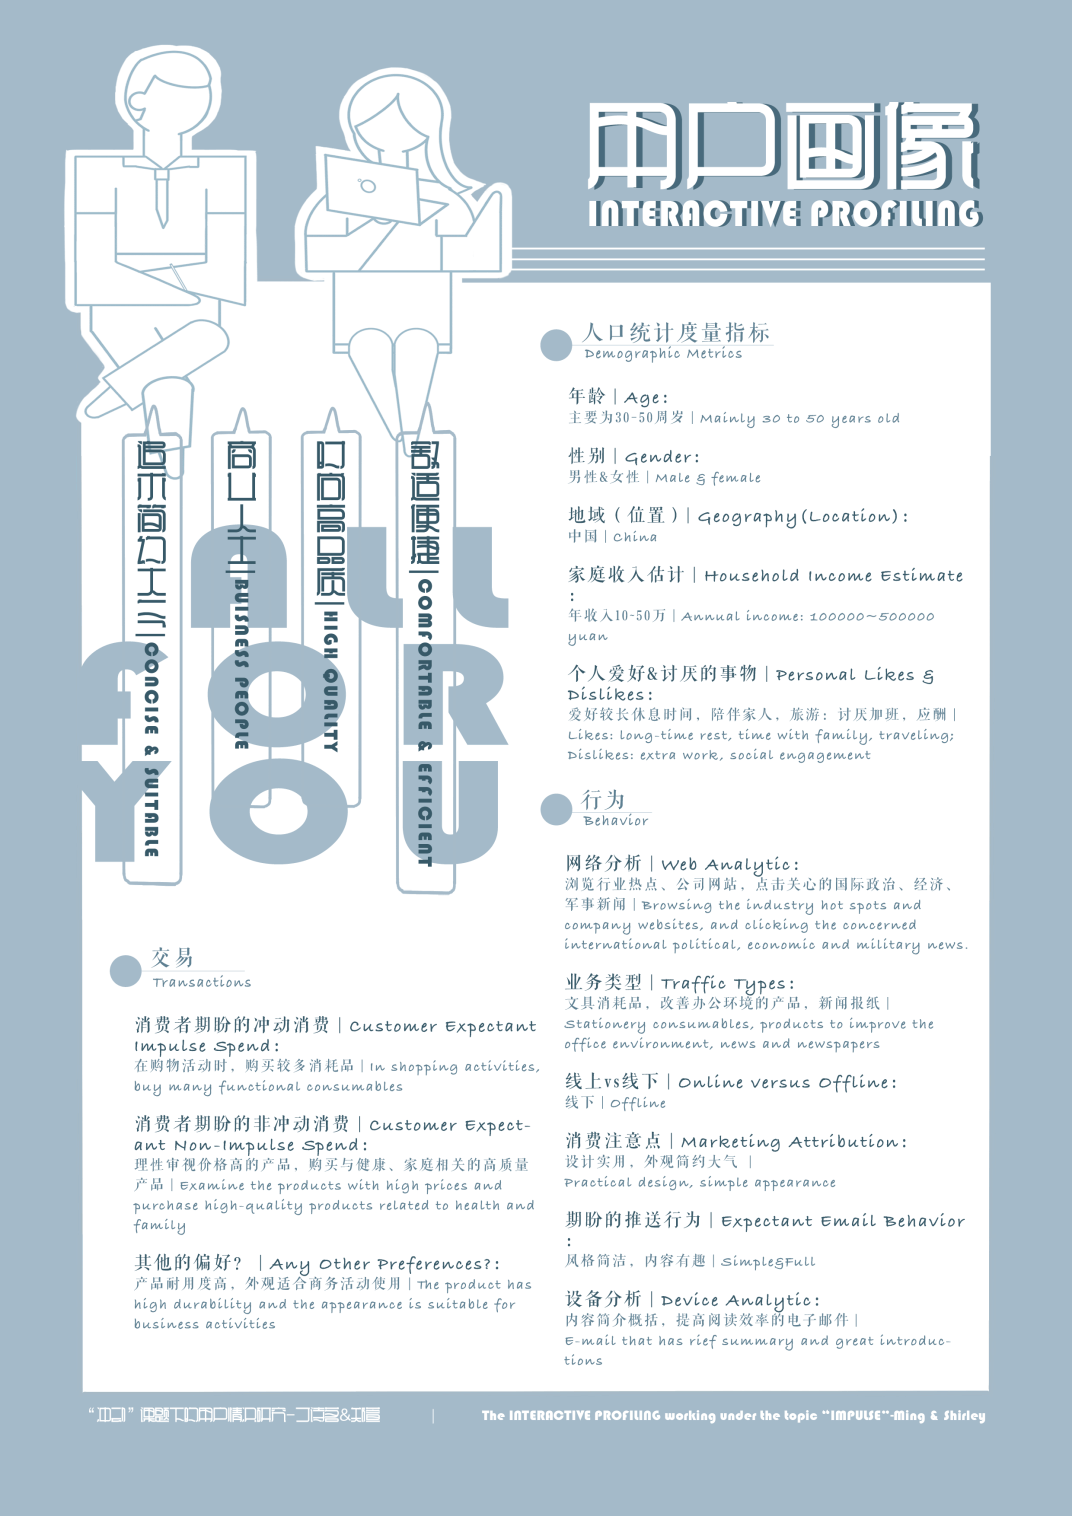 用户画像
INTERACTIVE PROFILING
人口统计度量指标
Demographic Metrics
年龄 | Age:
主要为30-50周岁 | Mainly 30 to 50 years old
性别 | Gender:
男性&女性 | Male & female
地域（位置）| Geography(Location):
中国 | China
家庭收入估计 | Household Income Estimate
:
年收入10-50万 | Annual income: 100000~500000
yuan
个人爱好&讨厌的事物 | Personal Likes &
Dislikes:
爱好较长休息时间，陪伴家人，旅游；讨厌加班，应酬 |
Likes: long-time rest, time with family, traveling;
Dislikes: extra work, social engagement
行为
Behavior
网络分析 | Web Analytic:
浏览行业热点、公司网站，点击关心的国际政治、经济、
军事新闻 | Browsing the industry hot spots and
company websites, and clicking the concerned
international political, economic and military news.
业务类型 | Traffic Types:
文具消耗品，改善办公环境的产品，新闻报纸 |
Stationery consumables, products to improve the
office environment, news and newspapers
线上vs线下 | Online versus Offline:
线下 | Offline
消费注意点 | Marketing Attribution:
设计实用，外观简约大气 |
Practical design, simple appearance
期盼的推送行为 | Expectant Email Behavior
:
风格简洁，内容有趣 | Simple&Full
设备分析 | Device Analytic:
内容简介概括，提高阅读效率的电子邮件 |
E-mail that has rief summary and great introduc-
tions
追求简约大方 | CONCISE & SUITABLE
商业人士 | BUISNESS PEOPLE
时尚高品质 | HIGH QUALITY
舒适便捷 | COMFORTABLE & EFFICIENT
ALL
FOR
YOU
交易
Transactions
消费者期盼的冲动消费 | Customer Expectant
Impulse Spend:
在购物活动时，购买较多消耗品 | In shopping activities,
buy many functional consumables
消费者期盼的非冲动消费 | Customer Expect-
ant Non-Impulse Spend:
理性审视价格高的产品，购买与健康、家庭相关的高质量
产品 | Examine the products with high prices and
purchase high-quality products related to health and
family
其他的偏好？ | Any Other Preferences?:
产品耐用度高，外观适合商务活动使用 | The product has
high durability and the appearance is suitable for
business activities
| The INTERACTIVE PROFILING working under the topic "IMPULSE"-Ming & Shirley